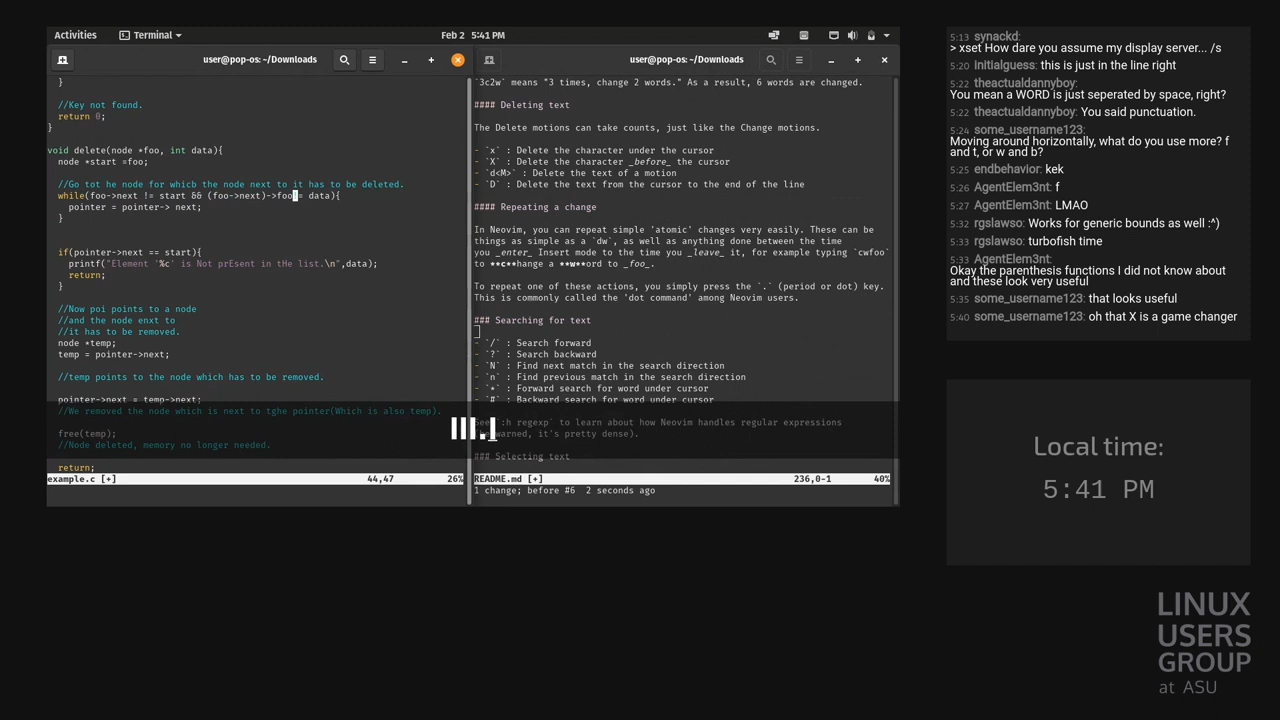 Activities
Terminal
Feb 2 5:41 PM
user@pop-os: ~/Downloads
}
//Key not found.
return 0;
}
void delete(node *foo, int data){
node *start =foo;
//Go tot he node for whicb the node next to it has to be deleted.
while(foo->next != start && (foo->next)->foo!= data){
pointer = pointer-> next;
}
if(pointer->next == start){
printf("Element '%c' is Not prEsent in tHe list.\n",data);
return;
}
//Now poi points to a node
//and the node enxt to
//it has to be removed.
node *temp;
temp = pointer->next;
//temp points to the node which has to be removed.
pointer->next = temp->next;
//We removed the node which is next to tghe pointer(Which is also temp).
free(temp);
//Node deleted, memory no longer needed.
return;
example.c [+] 44,47 26%
user@pop-os: ~/Downloads
`3c2w` means "3 times, change 2 words." As a result, 6 words are changed.
#### Deleting text
The Delete motions can take counts, just like the Change motions.
- `x` : Delete the character under the cursor
- `X` : Delete the character _before_ the cursor
- `d<M>` : Delete the text of a motion
- `D` : Delete the text from the cursor to the end of the line
#### Repeating a change
In Neovim, you can repeat simple 'atomic' changes very easily. These can be
things as simple as a `dw`, as well as anything done between the time
you _enter_ Insert mode to the time you _leave_ it, for example typing `cwfoo`
to **c**hange a **w**ord to _foo_.
To repeat one of these actions, you simply press the `.` (period or dot) key.
This is commonly called the 'dot command' among Neovim users.
### Searching for text
- `/` : Search forward
- `?` : Search backward
- `N` : Find next match in the search direction
- `n` : Find previous match in the search direction
- `*` : Forward search for word under cursor
- `#` : Backward search for word under cursor
:h regexp` to learn about how Neovim handles regular expressions
warned, it's pretty dense).
### Selecting text
README.md [+] 236,0-1 40%
1 change; before #6 2 seconds ago
lll.j
5:13 synackd:
> xset How dare you assume my display server... /s
5:20 initialguess: this is just in the line right
5:22 theactualdannyboy:
You mean a WORD is just seperated by space, right?
5:22 theactualdannyboy: You said punctuation.
5:24 some_username123:
Moving around horizontally, what do you use more? f
and t, or w and b?
5:25 endbehavior: kek
5:26 AgentElem3nt: f
5:27 AgentElem3nt: LMAO
5:32 rgslawso: Works for generic bounds as well :^)
5:33 rgslawso: turbofish time
5:33 AgentElem3nt:
Okay the parenthesis functions I did not know about
and these look very useful
5:35 some_username123: that looks useful
5:40 some_username123: oh that X is a game changer
Local time:
5:41 PM
LINUX
USERS
GROUP
at ASU